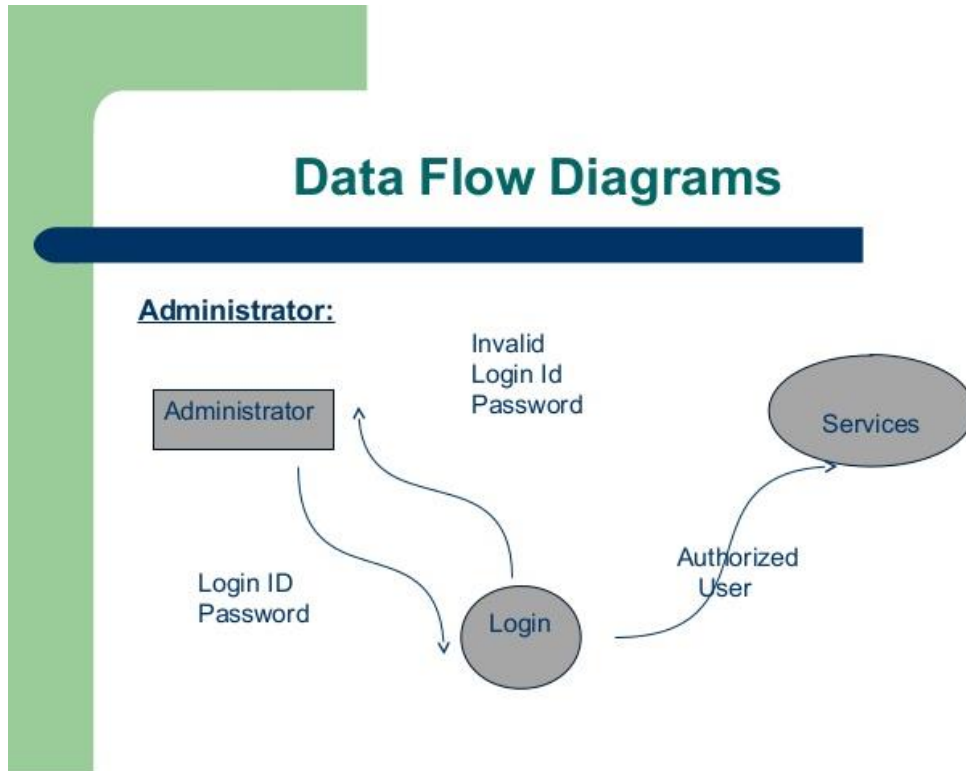 Data Flow Diagrams
Administrator:
Invalid
Login Id
Password
Administrator
Services
Login ID
Password
Authorized
User
Login